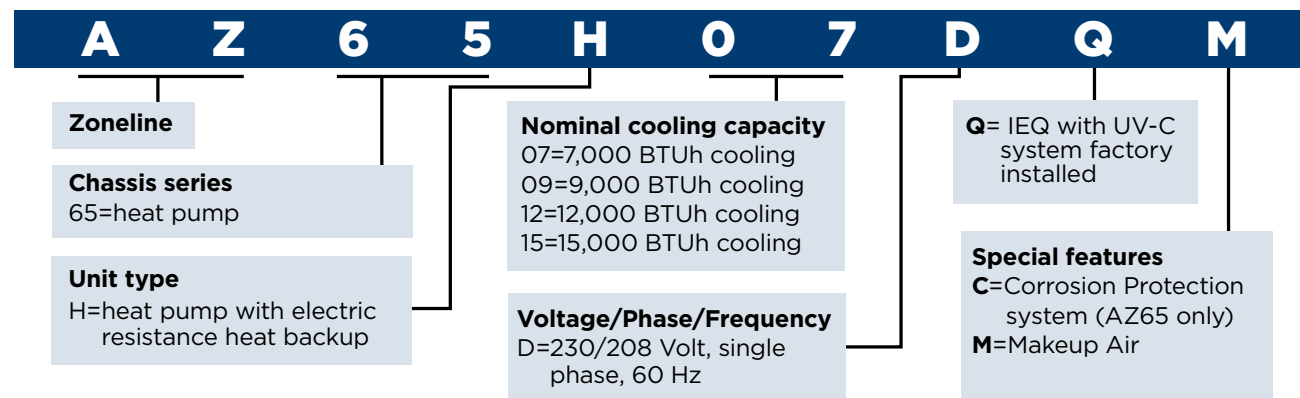 A Z 6 5 H 0 7 D Q M
Zoneline
Chassis series
65=heat pump
Unit type
H=heat pump with electric
resistance heat backup
Nominal cooling capacity
07=7,000 BTUh cooling
09=9,000 BTUh cooling
12=12,000 BTUh cooling
15=15,000 BTUh cooling
Voltage/Phase/Frequency
D=230/208 Volt, single
phase, 60 Hz
Q= IEQ with UV-C
system factory
installed
Special features
C=Corrosion Protection
system (AZ65 only)
M=Makeup Air